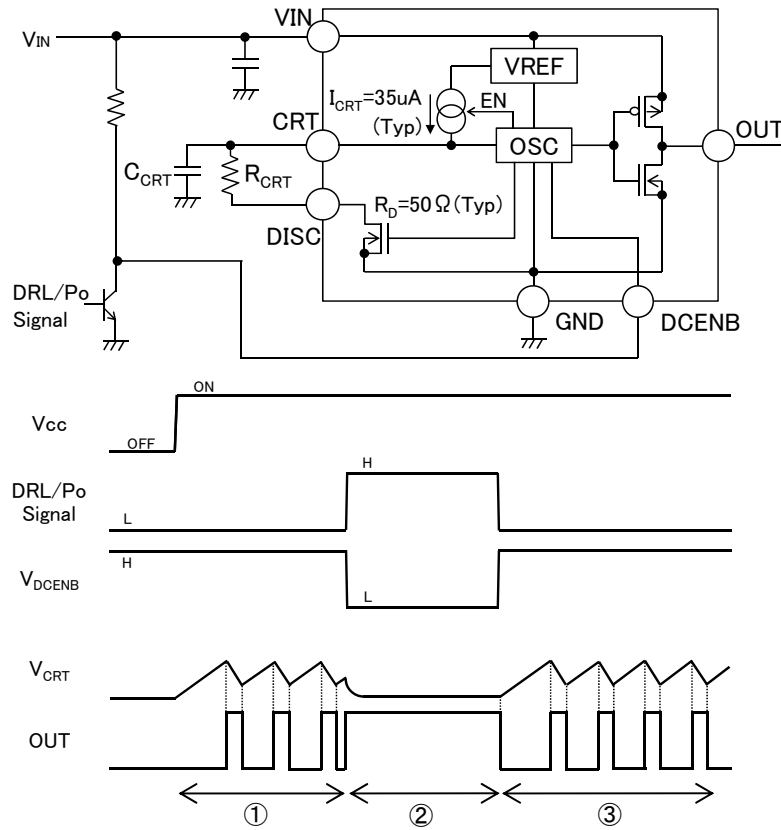 VIN
VIN
VREF
ICRT=35uA
(Typ)
EN
CRT
OSC
OUT
CCRT
RCRT
RD=50Ω(Typ)
DISC
DRL/Po
Signal
GND
DCENB
ON
Vcc
OFF
H
DRL/Po
Signal
L
H
VDCENB
L
VCRT
OUT
① ② ③